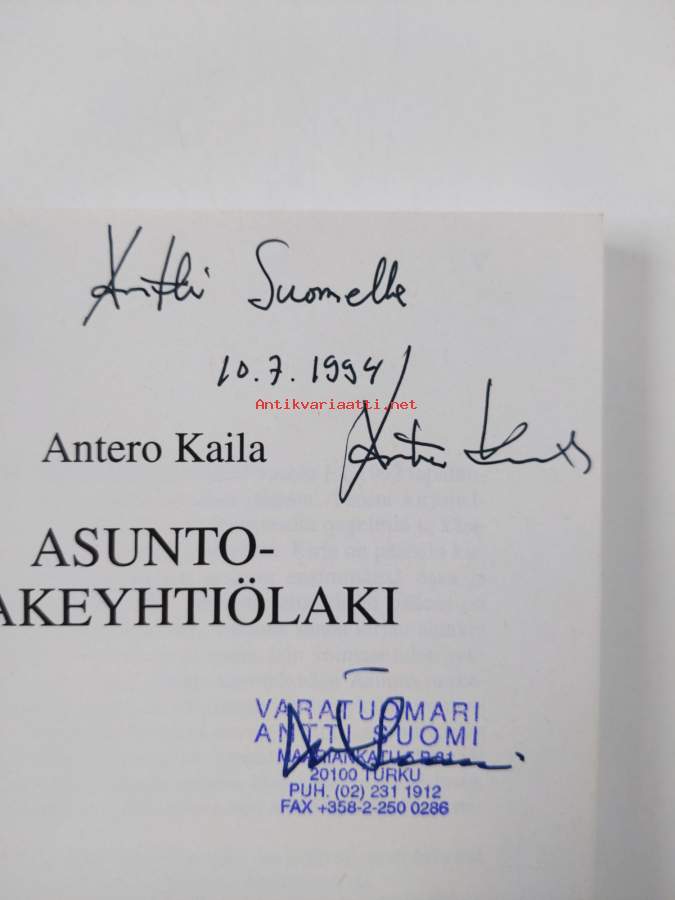 Antti Suomelle
10.7.1994
Antikvariaatti.net
Antero Kaila
ASUNTO-
AKEYHTIÖLAKI
VARATUOMARI
ANTTI SUOMI
20100 TURKU
PUH. (02) 231 1912
FAX +358-2-250 0286